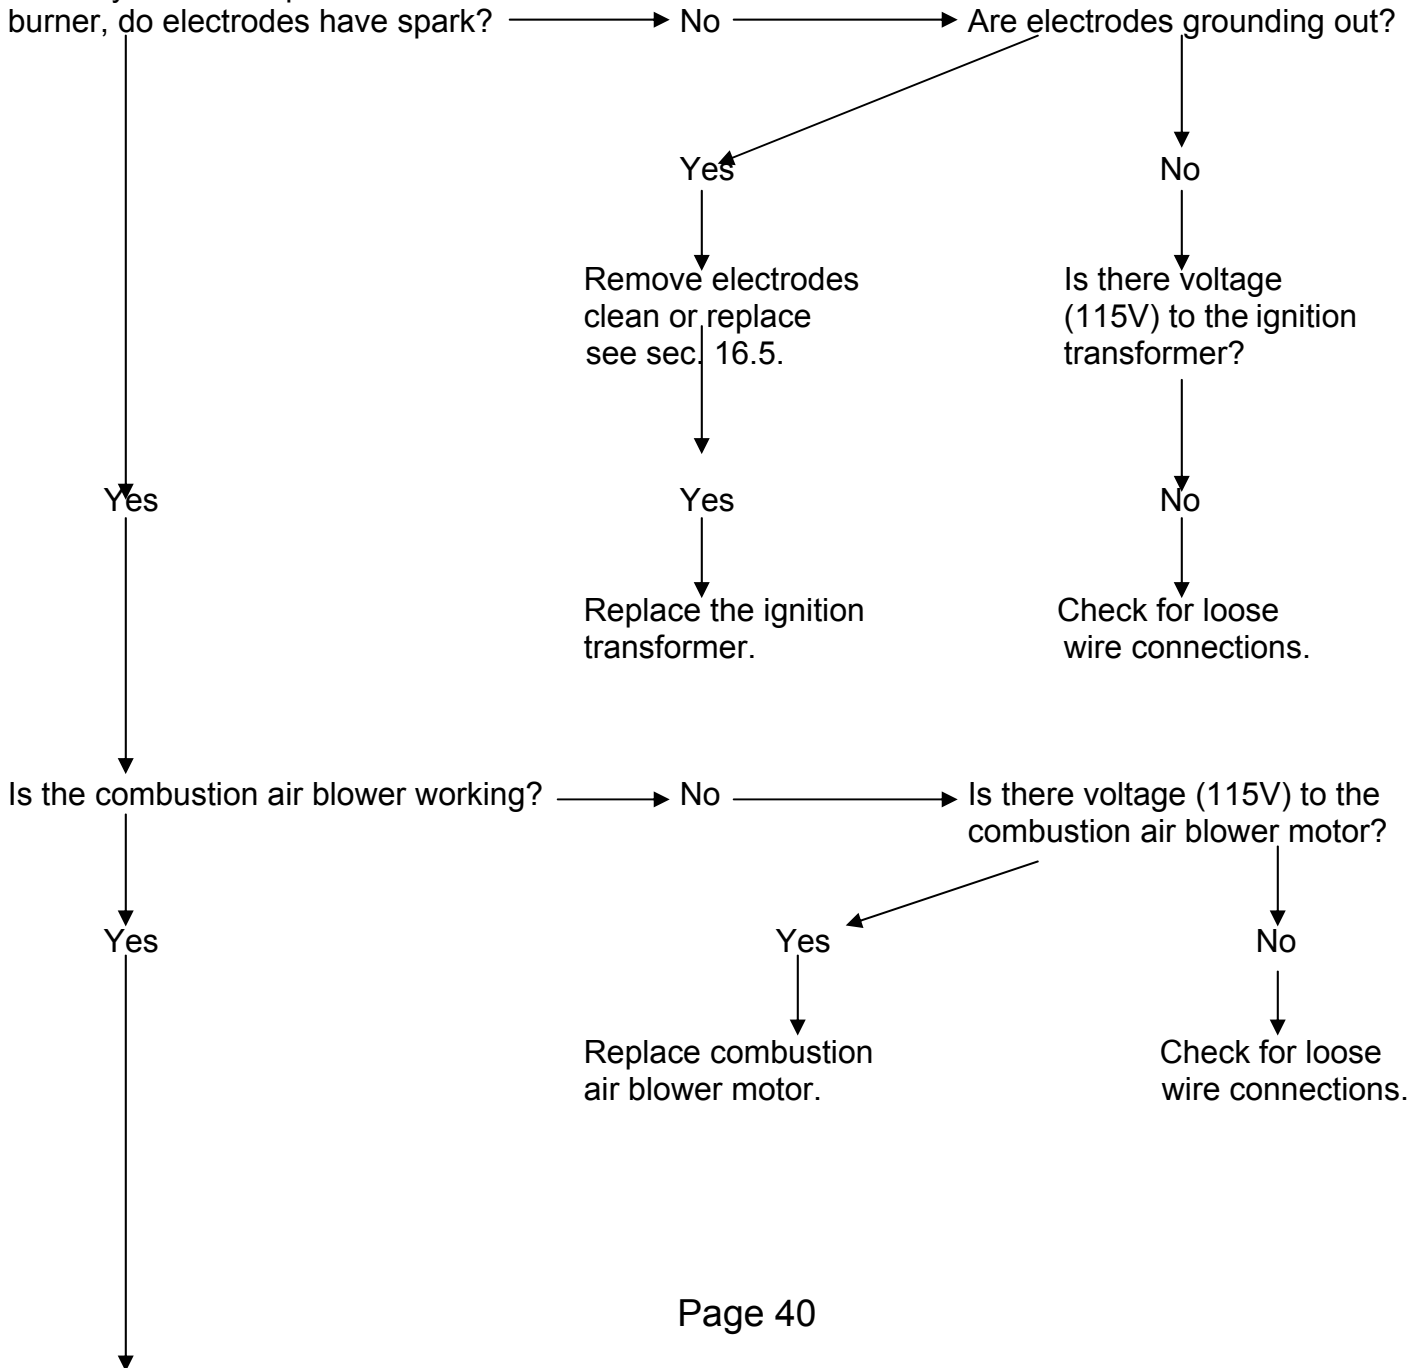 burner, do electrodes have spark?
No
Are electrodes grounding out?
Yes
No
Remove electrodes
clean or replace
see sec. 16.5.
Is there voltage
(115V) to the ignition
transformer?
Yes
Yes
No
Replace the ignition
transformer.
Check for loose
wire connections.
Is the combustion air blower working?
No
Is there voltage (115V) to the
combustion air blower motor?
Yes
Yes
No
Replace combustion
air blower motor.
Check for loose
wire connections.
Page 40